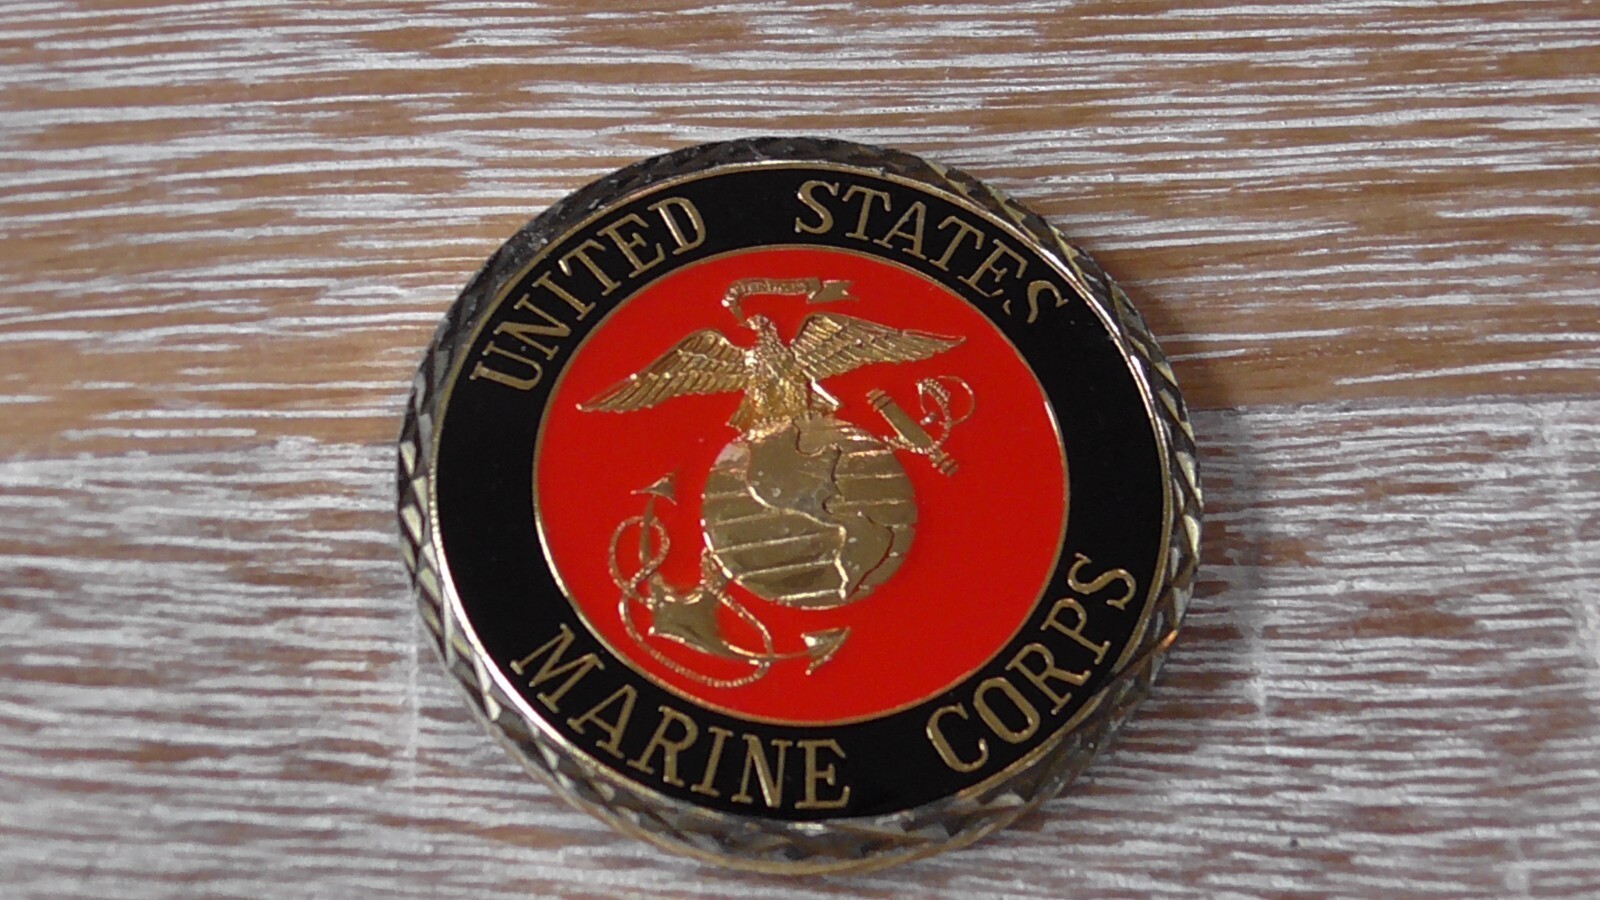 UNITED STATES
MARINE CORPS